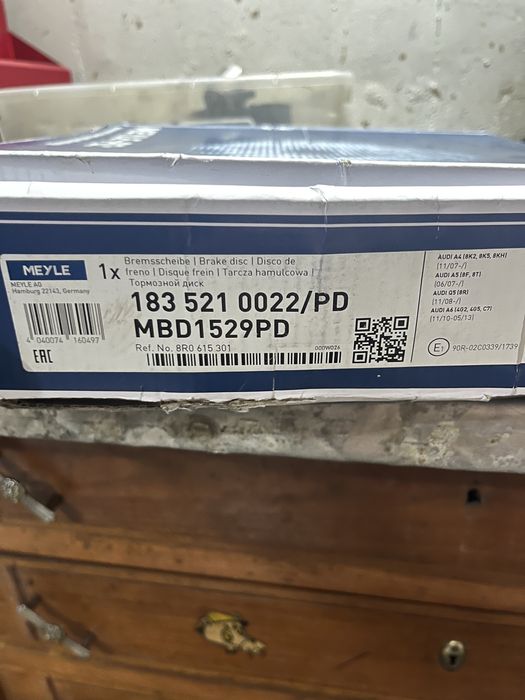 MEYLE
MEYLE AG
Hamburg 22143, Germany
4 040074 160497
EAC
1x
Bremsscheibe | Brake disc | Disco de
freno | Disque frein | Tarcza hamulcowa |
Тормозной диск
183 521 0022/PD
MBD1529PD
Ref. No. 8R0 615 301
000W026
AUDI A4 (8K2, 8K5, 8KH)
(11/07-/)
AUDI A5 (8F, 8T)
(06/07-/)
AUDI Q5 (8R)
(11/08-/)
AUDI A6 (4G2, 4G5, C7)
(11/10-05/13)
E1 90R-02C0339/1739